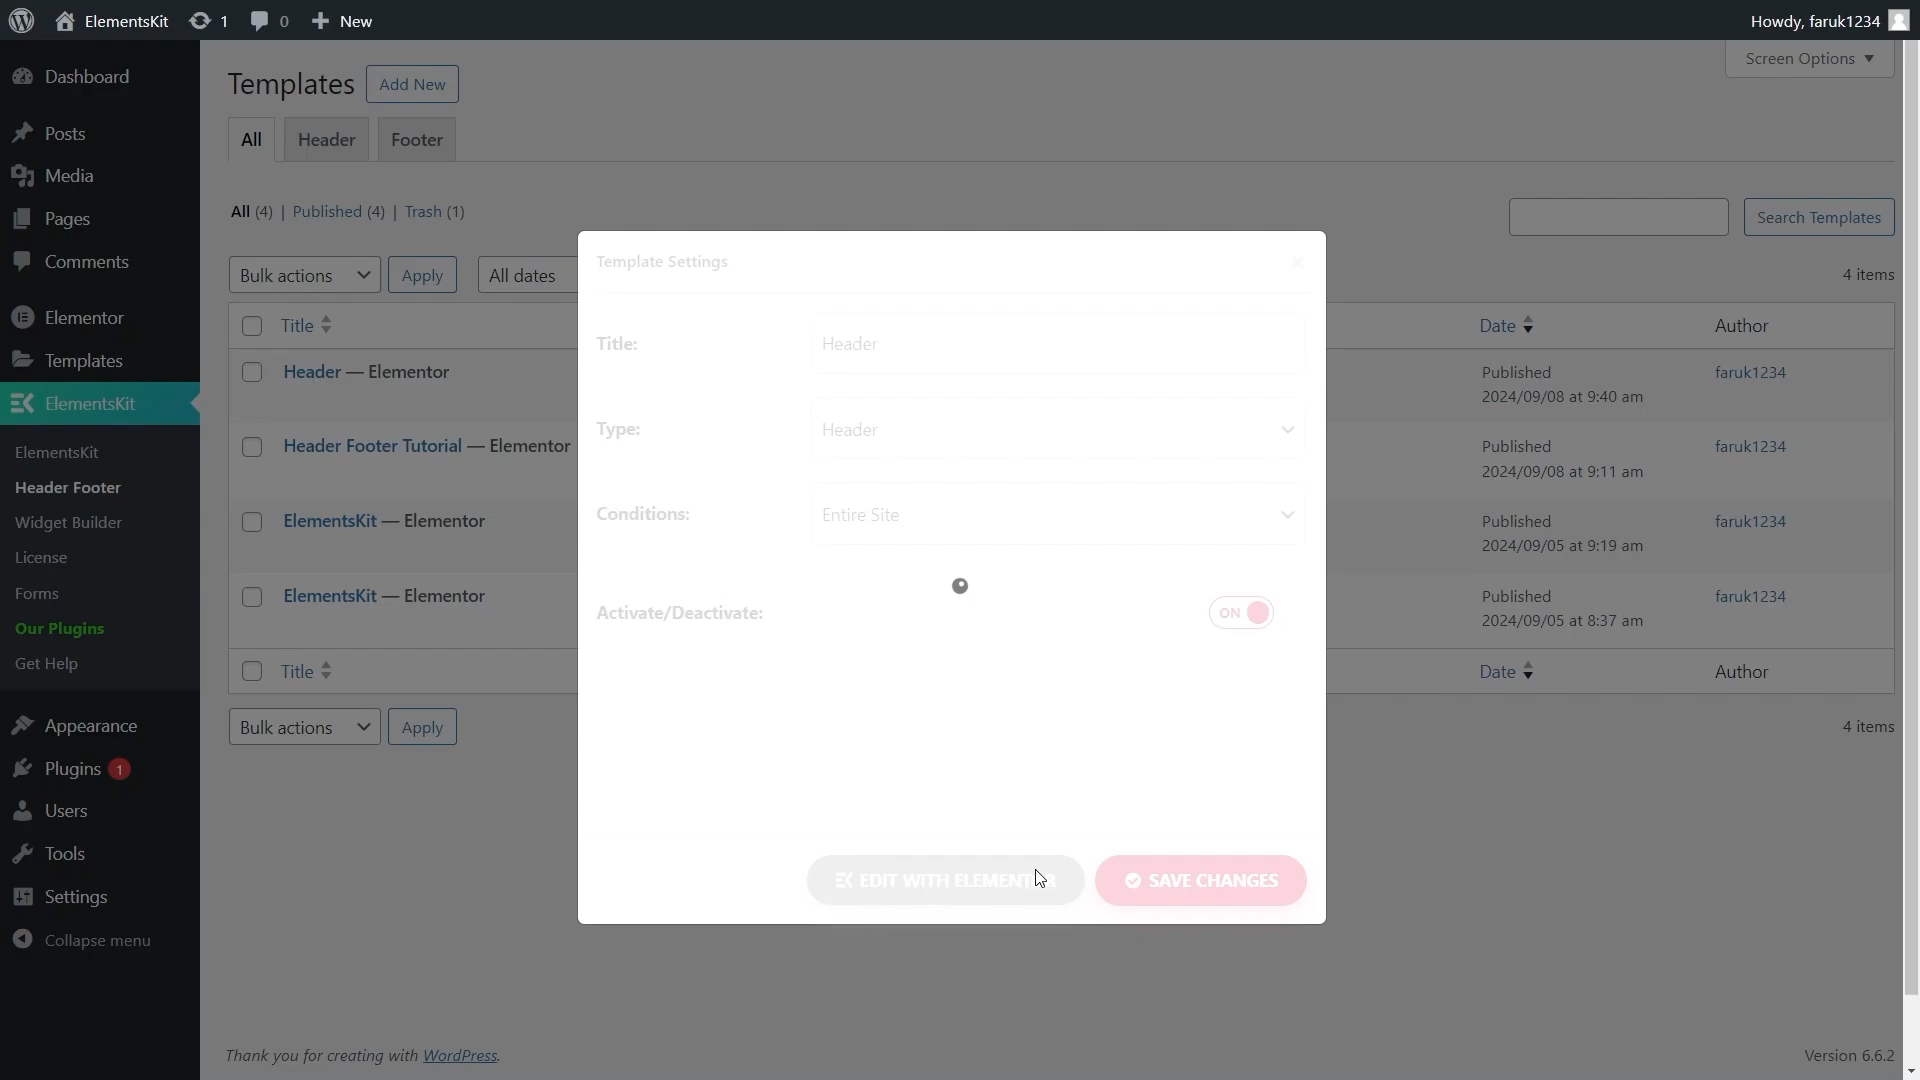 ElementsKit 1 0 New Howdy, faruk1234
Dashboard
Posts
Media
Pages
Comments
Elementor
Templates
ElementsKit
ElementsKit
Header Footer
Widget Builder
License
Forms
Our Plugins
Get Help
Appearance
Plugins 1
Users
Tools
Settings
Collapse menu
Screen Options
Templates Add New
All Header Footer
All (4) | Published (4) | Trash (1)
Search Templates
Bulk actions Apply All dates 4 items
Title Date Author
Header — Elementor Published faruk1234
2024/09/08 at 9:40 am
Header Footer Tutorial — Elementor Published faruk1234
2024/09/08 at 9:11 am
ElementsKit — Elementor Published faruk1234
2024/09/05 at 9:19 am
ElementsKit — Elementor Published faruk1234
2024/09/05 at 8:37 am
Title Date Author
Bulk actions Apply 4 items
Template Settings
Title: Header
Type: Header
Conditions: Entire Site
Activate/Deactivate: ON
EDIT WITH ELEMENTOR SAVE CHANGES
Thank you for creating with WordPress. Version 6.6.2